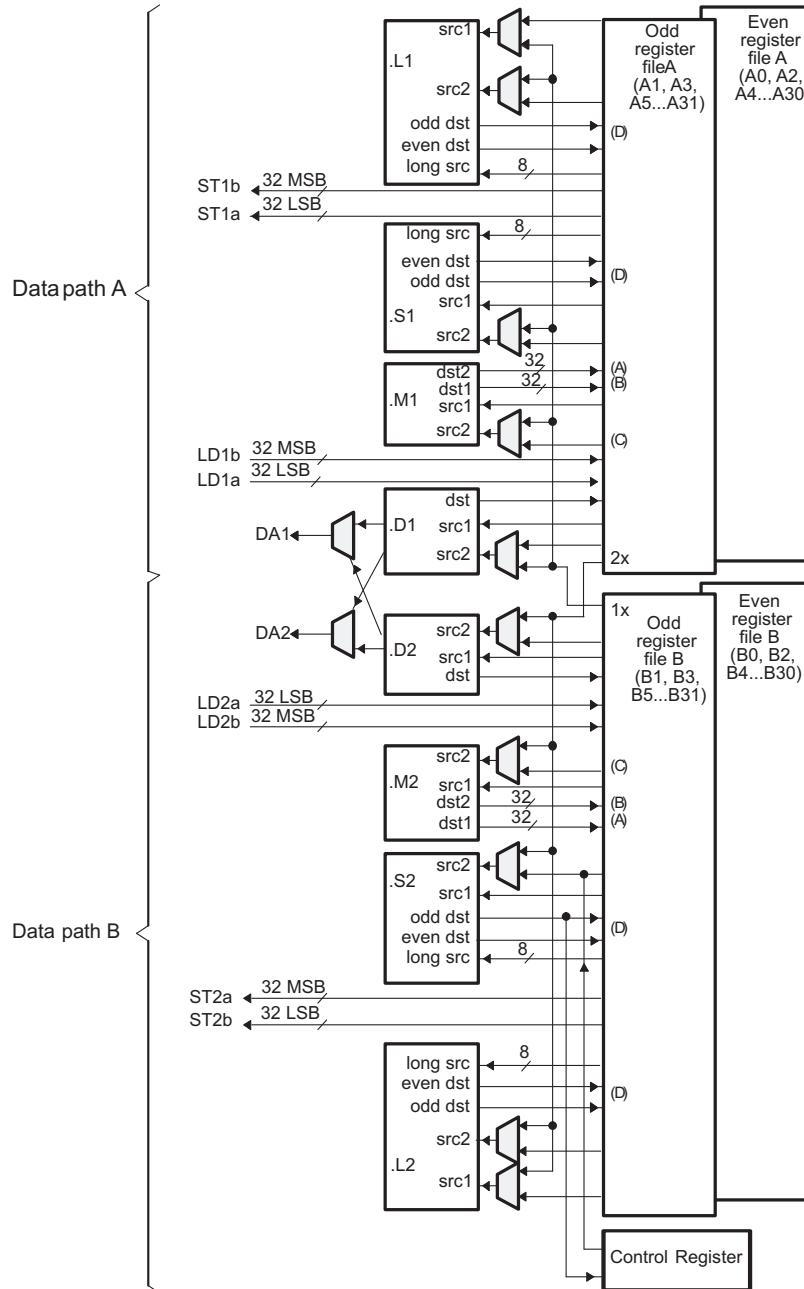 src1
.L1
src2
odd dst
even dst
long src
8
Odd
register
fileA
(A1, A3,
A5...A31)
Even
register
file A
(A0, A2,
A4...A30
(D)
ST1b
32 MSB
ST1a
32 LSB
Data path A
long src
8
even dst
odd dst
(D)
src1
.S1
src2
dst2
32
(A)
dst1
32
(B)
.M1
src1
src2
(C)
LD1b
32 MSB
LD1a
32 LSB
dst
.D1
src1
src2
DA1
2x
1x
DA2
src2
.D2
src1
dst
Odd
register
file B
(B1, B3,
B5...B31)
Even
register
file B
(B0, B2,
B4...B30)
LD2a
32 LSB
LD2b
32 MSB
src2
(C)
.M2
src1
dst2
32
(B)
dst1
32
(A)
src2
.S2
src1
odd dst
(D)
even dst
long src
8
Data path B
ST2a
32 MSB
ST2b
32 LSB
long src
8
even dst
odd dst
(D)
src2
.L2
src1
Control Register